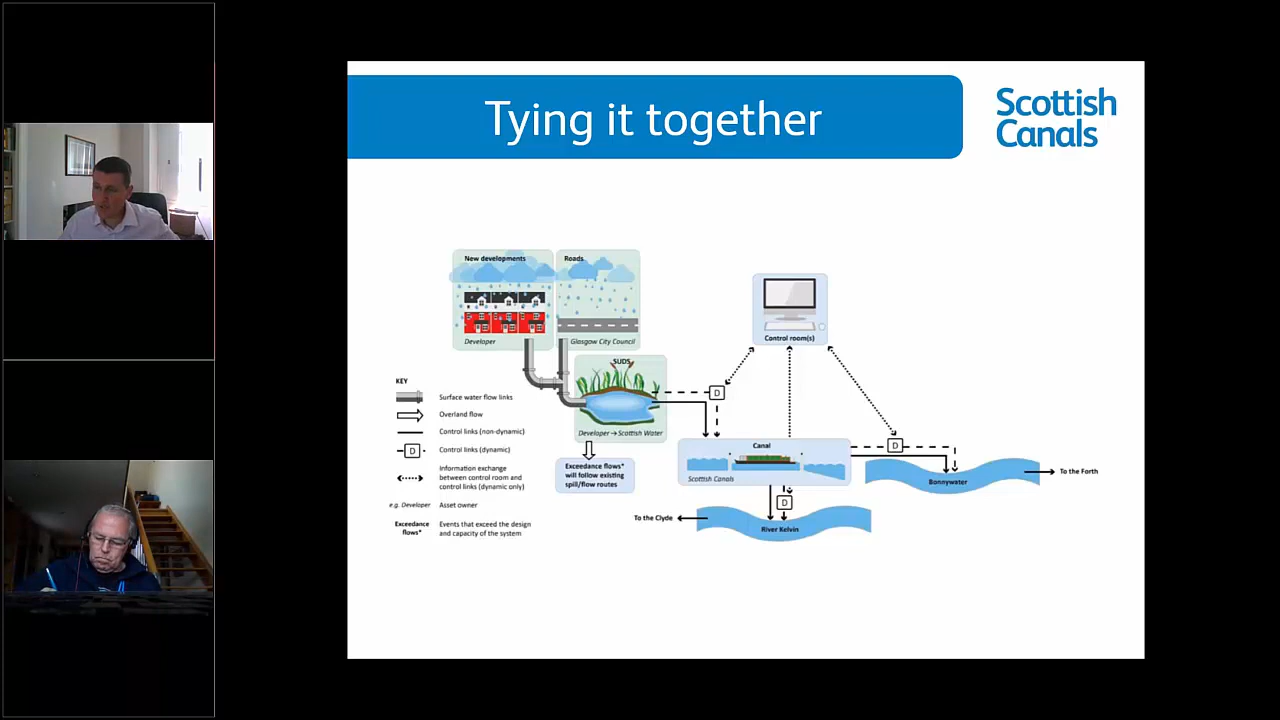 Tying it together
Scottish
Canals
New developments
Roads
Developer
Glasgow City Council
SUDS
Developer → Scottish Water
Exceedance flows*
will follow existing
spill/flow routes
Control room(s)
D
Canal
Scottish Canals
D
Bonnywater
To the Forth
D
To the Clyde
River Kelvin
KEY
Surface water flow links
Overland flow
Control links (non-dynamic)
D
Control links (dynamic)
Information exchange
between control room and
control links (dynamic only)
e.g. Developer
Asset owner
Exceedance
flows*
Events that exceed the design
and capacity of the system